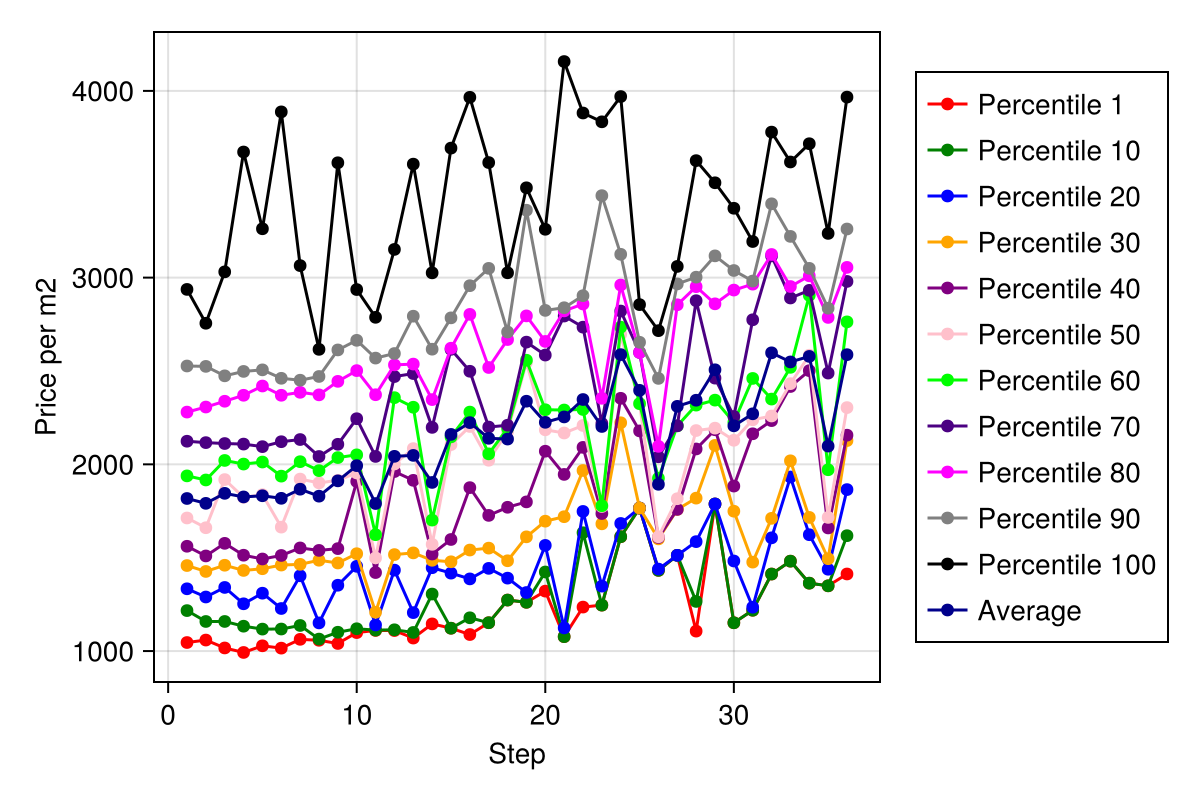 4000
3000
2000
1000
Price per m2
0 10 20 30
Step
Percentile 1
Percentile 10
Percentile 20
Percentile 30
Percentile 40
Percentile 50
Percentile 60
Percentile 70
Percentile 80
Percentile 90
Percentile 100
Average